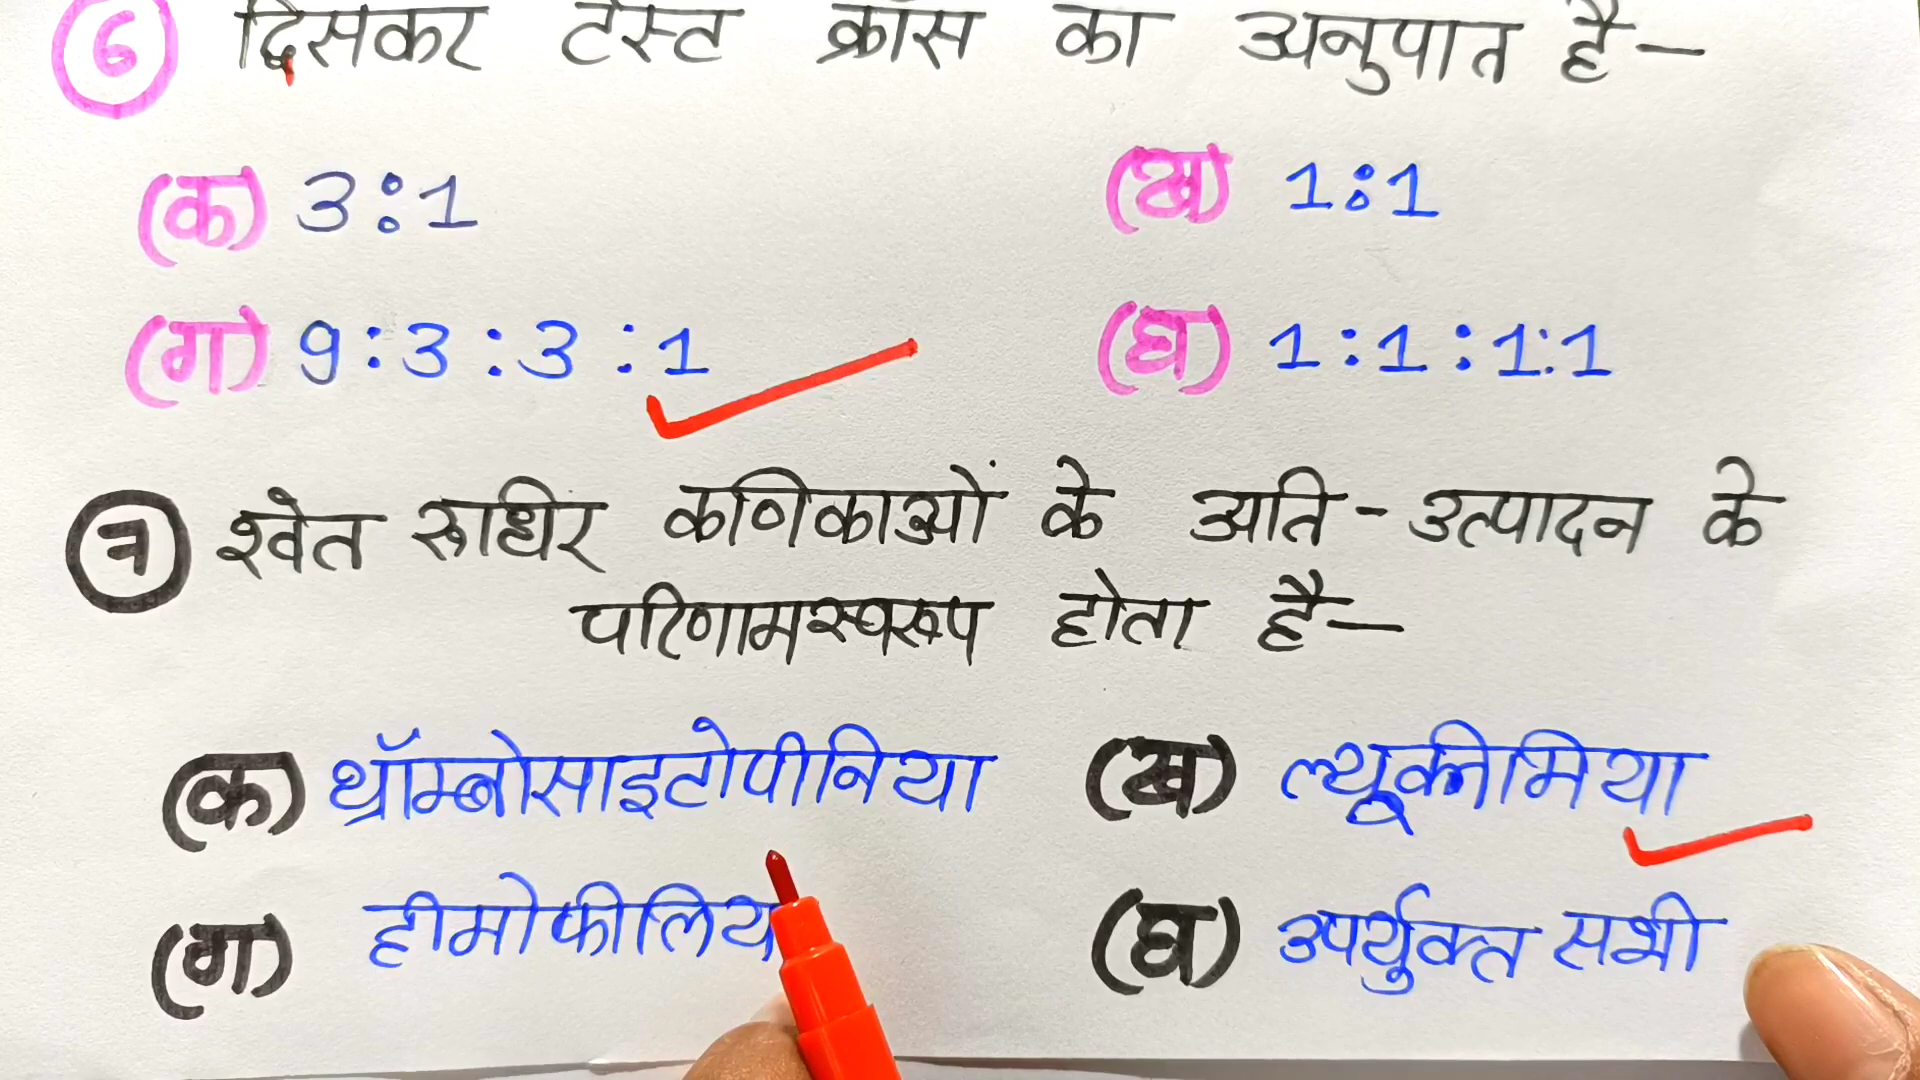 6 द्विसंकर टेस्ट क्रॉस का अनुपात है-
(क) 3:1 (ख) 1:1
(ग) 9:3:3:1 (घ) 1:1:1:1
7 श्वेत रूधिर कणिकाओं के अति-उत्पादन के
परिणामस्वरूप होता है-
(क) थ्रॉम्बोसाइटोपीनिया (ख) ल्यूकीमिया
(ग) हीमोफीलिया (घ) उपर्युक्त सभी